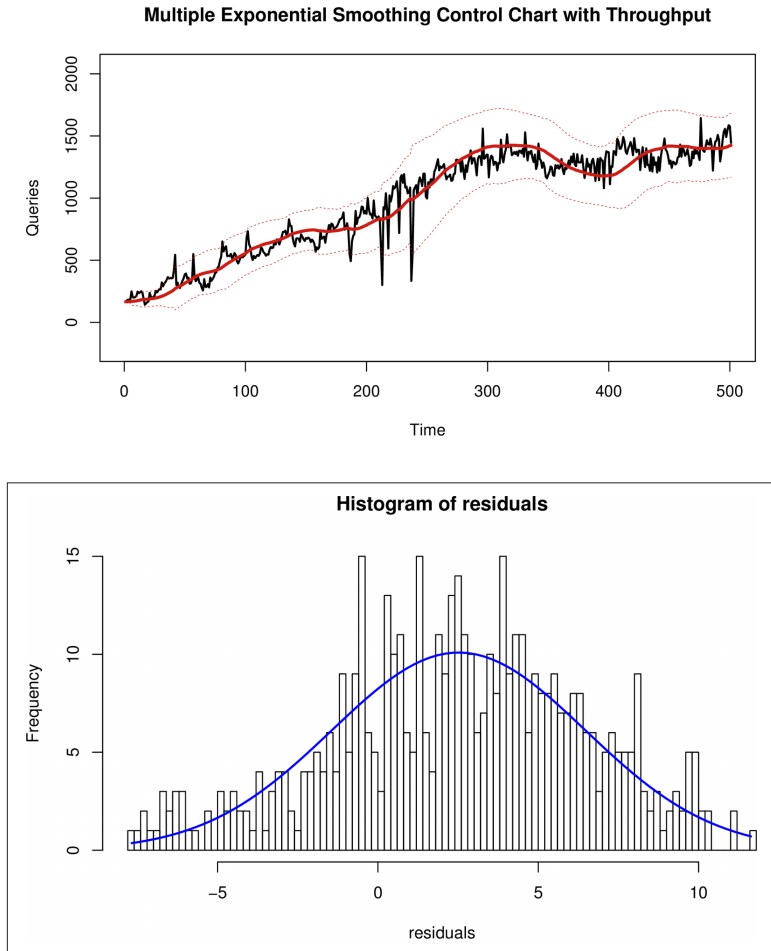 Multiple Exponential Smoothing Control Chart with Throughput
2000
1500
1000
500
0
Queries
0 100 200 300 400 500
Time
Histogram of residuals
15
10
5
0
Frequency
−5 0 5 10
residuals